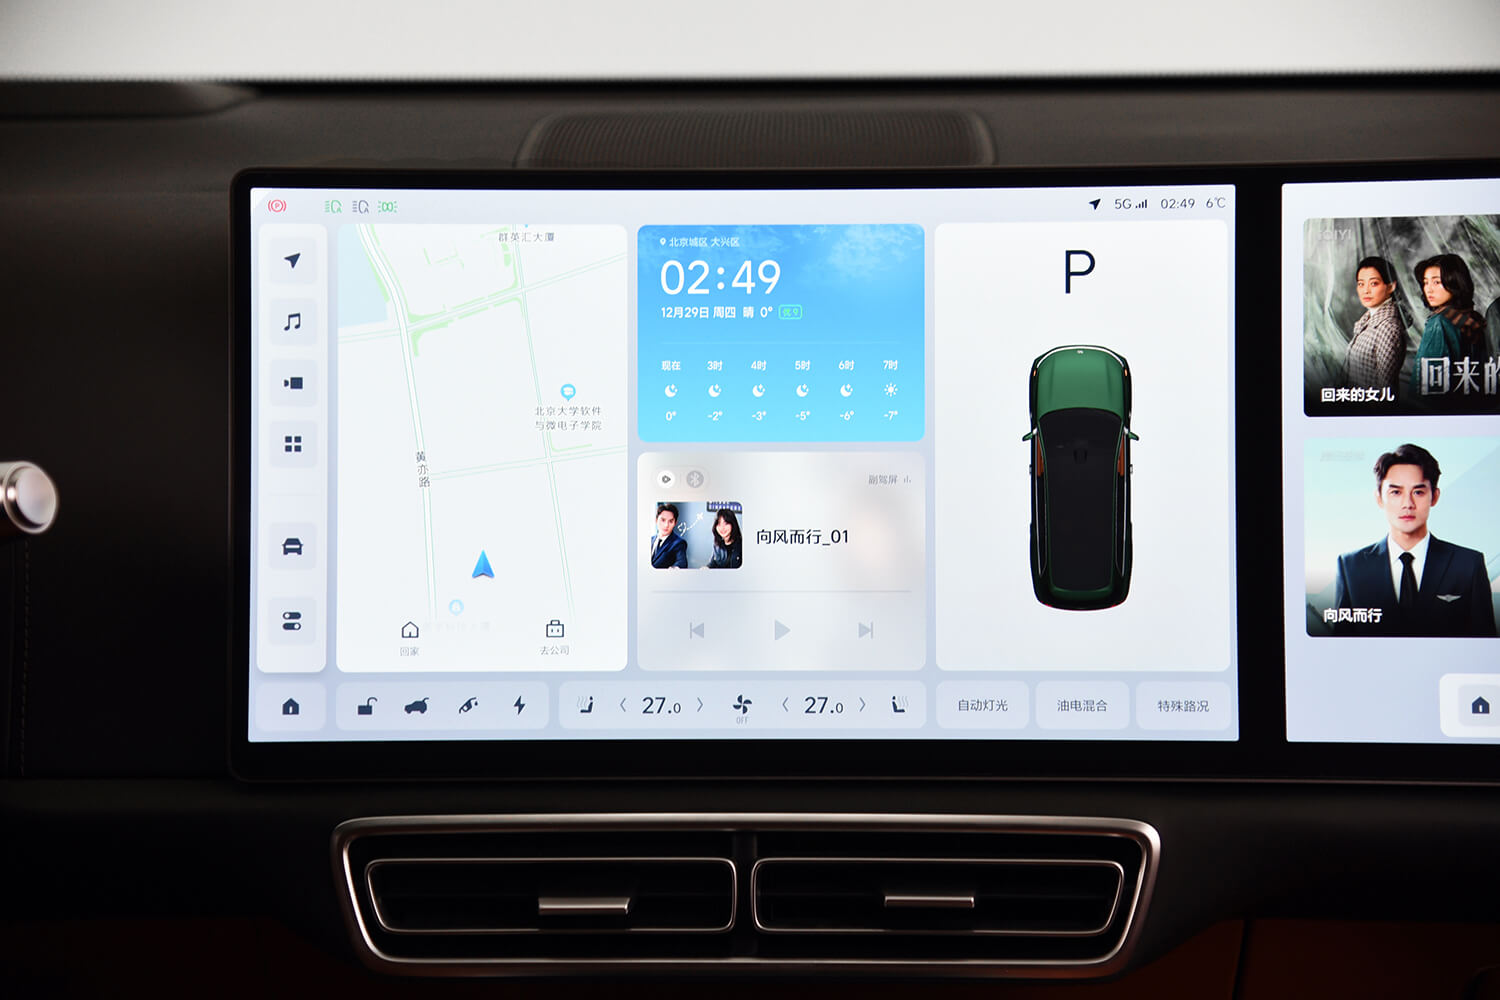 5G
02:49
6℃
群英汇大厦
北京大学软件
与微电子学院
黄亦路
回家
去公司
北京城区 大兴区
02:49
12月29日 周四 晴 0° 优 9
现在 3时 4时 5时 6时 7时
0° -2° -3° -5° -6° -7°
副驾屏
向风而行_01
P
27.0
OFF
27.0
自动灯光
油电混合
特殊路况
iQIYI
回来的
回来的女儿
向风而行